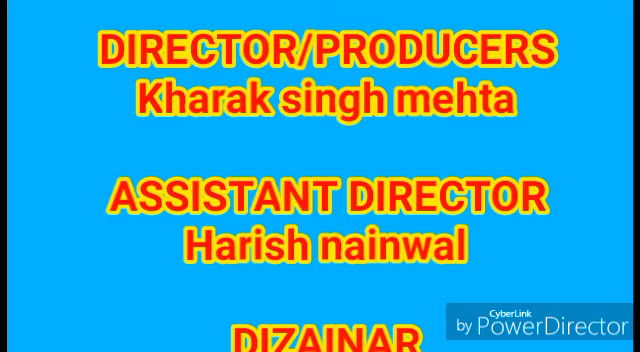 DIRECTOR/PRODUCERS
Kharak singh mehta
ASSISTANT DIRECTOR
Harish nainwal
DIZAINAR
CyberLink
by PowerDirector